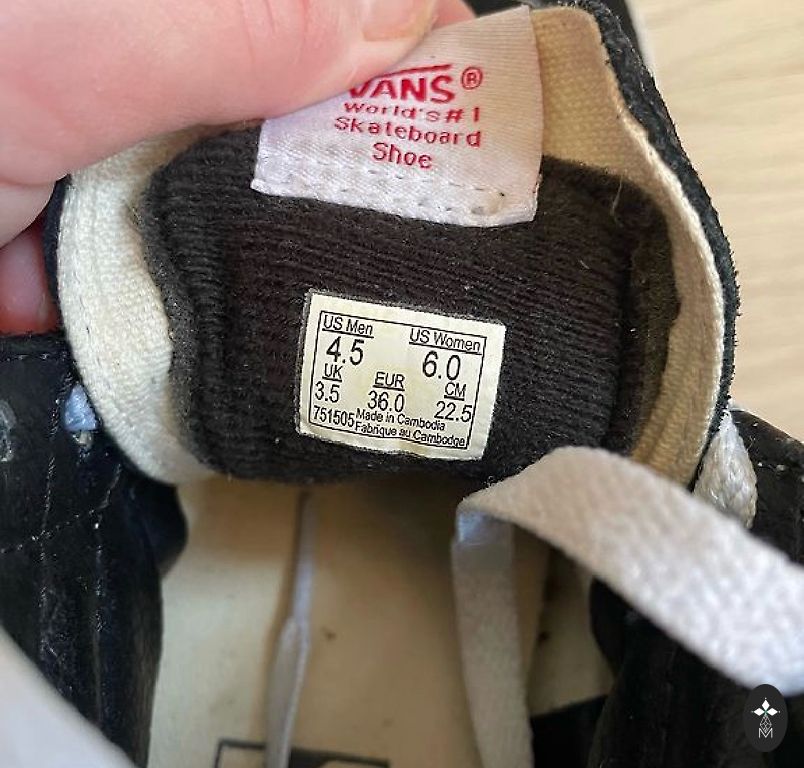 VANS®
World's #1
Skateboard
Shoe
US Men US Women
4.5 6.0
UK EUR CM
3.5 36.0 22.5
751505 Made in Cambodia
Fabrique au Cambodge
M